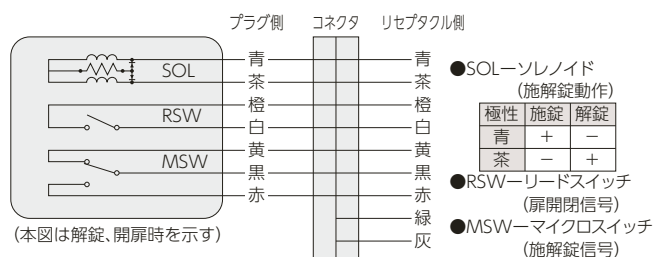 プラグ側 コネクタ リセプタクル側
SOL
RSW
MSW
青 青
茶 茶
橙 橙
白 白
黄 黄
黒 黒
赤 赤
緑
灰
(本図は解錠、開扉時を示す)
●SOLーソレノイド
(施解錠動作)
極性 施錠 解錠
青 + −
茶 − +
●RSWーリードスイッチ
(扉開閉信号)
●MSWーマイクロスイッチ
(施解錠信号)